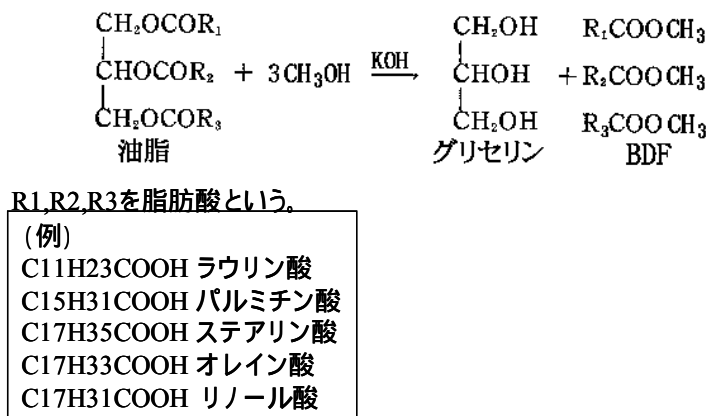 CH₂OCOR₁ CH₂OH R₁COOCH₃
CHOCOR₂ + 3CH₃OH KOH CHOH + R₂COOCH₃
CH₂OCOR₃ CH₂OH R₃COOCH₃
油脂 グリセリン BDF
R1,R2,R3を脂肪酸という。
(例)
C11H23COOH ラウリン酸
C15H31COOH パルミチン酸
C17H35COOH ステアリン酸
C17H33COOH オレイン酸
C17H31COOH リノール酸